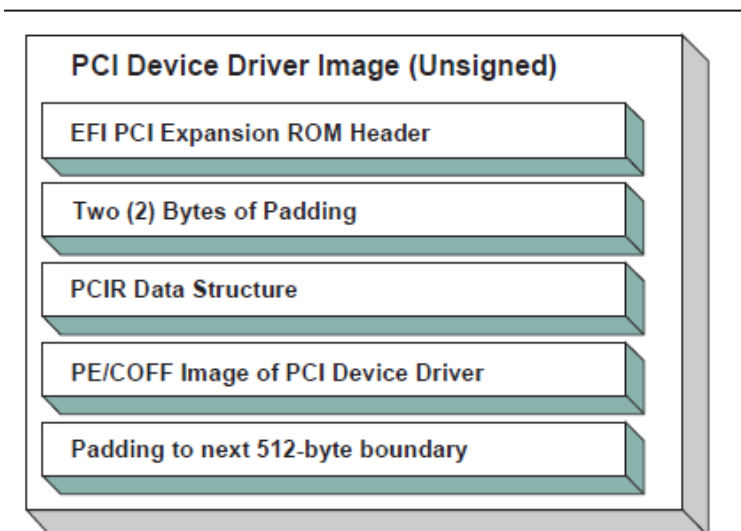 PCI Device Driver Image (Unsigned)
EFI PCI Expansion ROM Header
Two (2) Bytes of Padding
PCIR Data Structure
PE/COFF Image of PCI Device Driver
Padding to next 512-byte boundary